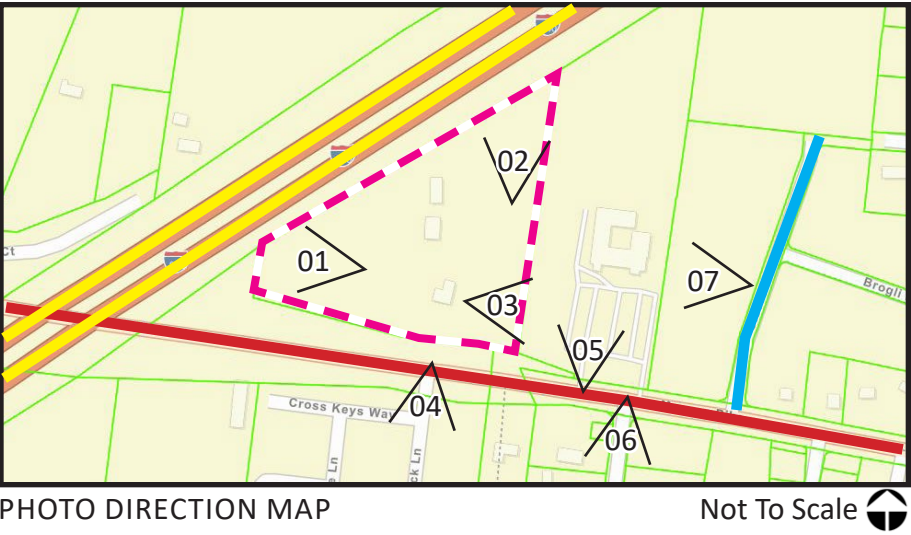 02
Ct
01
07
Brogli
03
05
Cross Keys Way
04
06
e Ln
ck Ln
PHOTO DIRECTION MAP
Not To Scale